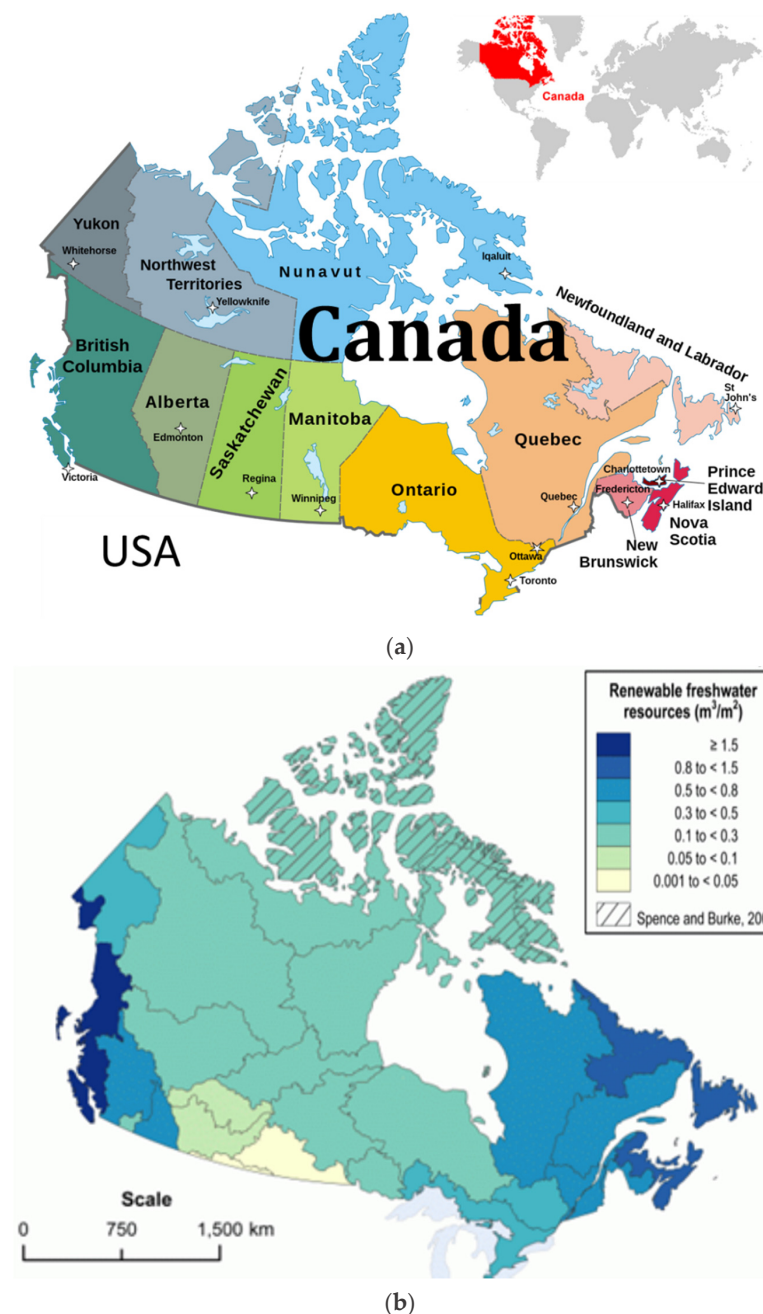 Canada
Yukon
Whitehorse
Northwest
Territories
Yellowknife
Nunavut
Iqaluit
Canada
Newfoundland and Labrador
St
John's
British
Columbia
Alberta
Edmonton
Saskatchewan
Regina
Manitoba
Winnipeg
Victoria
Ontario
Quebec
Quebec
Ottawa
Toronto
Charlottetown
Fredericton
Halifax
Prince
Edward
Island
Nova
Scotia
New
Brunswick
USA
(a)
Renewable freshwater
resources (m³/m²)
≥ 1.5
0.8 to < 1.5
0.5 to < 0.8
0.3 to < 0.5
0.1 to < 0.3
0.05 to < 0.1
0.001 to < 0.05
Spence and Burke, 200
Scale
0 750 1,500 km
(b)